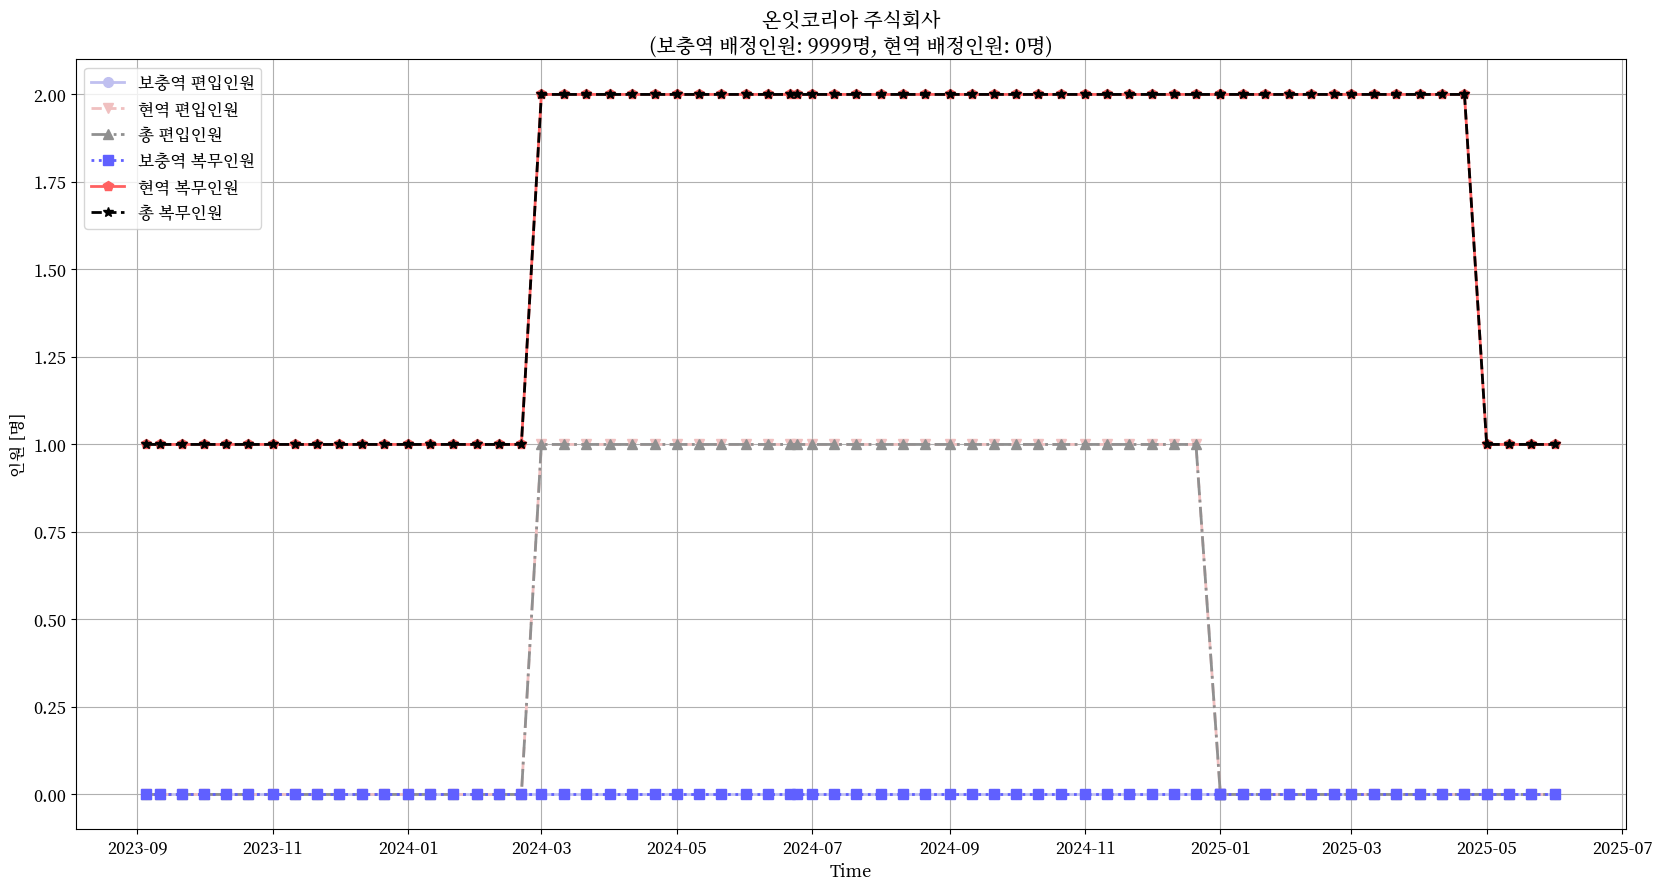 온잇코리아 주식회사
(보충역 배정인원: 9999명, 현역 배정인원: 0명)
보충역 편입인원
현역 편입인원
총 편입인원
보충역 복무인원
현역 복무인원
총 복무인원
2.00
1.75
1.50
1.25
1.00
0.75
0.50
0.25
0.00
인원 [명]
2023-09
2023-11
2024-01
2024-03
2024-05
2024-07
2024-09
2024-11
2025-01
2025-03
2025-05
2025-07
Time